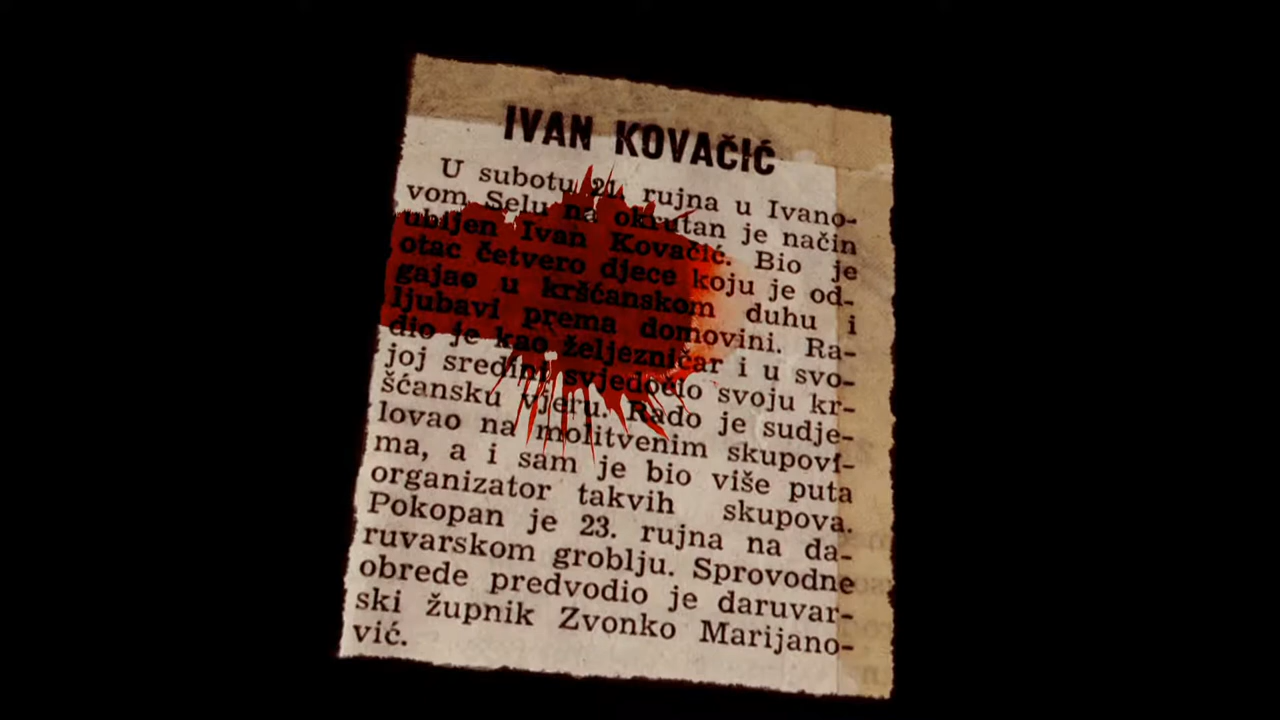 IVAN KOVAČIĆ
U subotu 21. rujna u Ivano-
vom Selu na okrutan je način
ubijen Ivan Kovačić. Bio je
otac četvero djece koju je od-
gajao u kršćanskom duhu i
ljubavi prema domovini. Ra-
dio je kao željezničar i u svo-
joj sredini svjedočio svoju kr-
šćansku vjeru. Rado je sudje-
lovao na molitvenim skupovi-
ma, a i sam je bio više puta
organizator takvih skupova.
Pokopan je 23. rujna na da-
ruvarskom groblju. Sprovodne
obrede predvodio je daruvar-
ski župnik Zvonko Marijano-
vić.